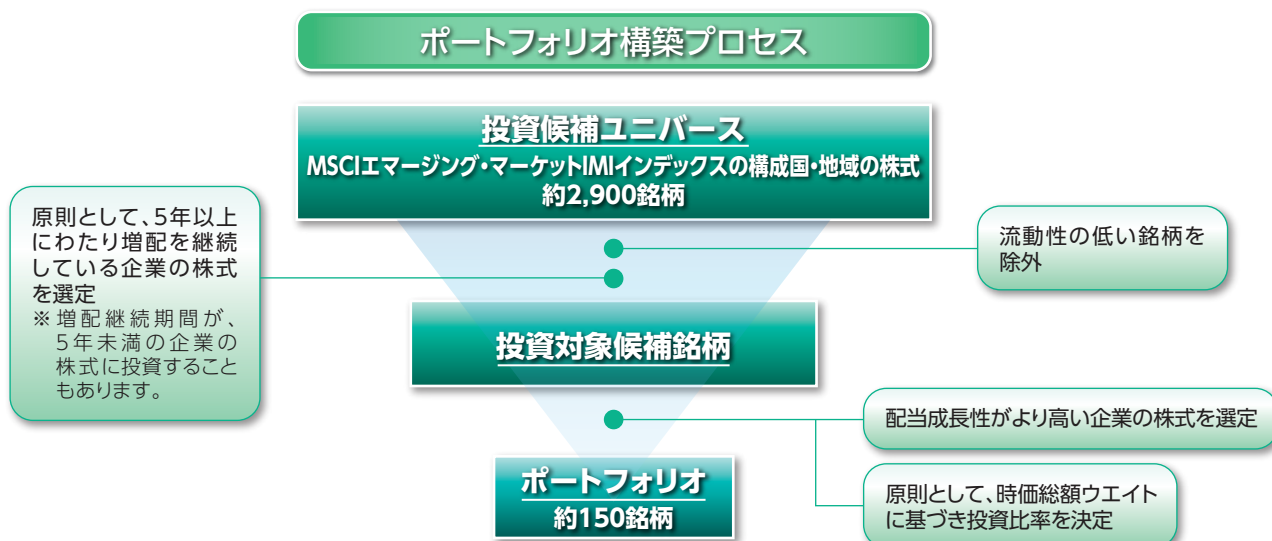 ポートフォリオ構築プロセス
投資候補ユニバース
MSCIエマージング・マーケットIMIインデックスの構成国・地域の株式
約2,900銘柄
原則として、5年以上
にわたり増配を継続
している企業の株式
を選定
※増配継続期間が、
5年未満の企業の
株式に投資すること
もあります。
流動性の低い銘柄を
除外
投資対象候補銘柄
配当成長性がより高い企業の株式を選定
原則として、時価総額ウエイト
に基づき投資比率を決定
ポートフォリオ
約150銘柄